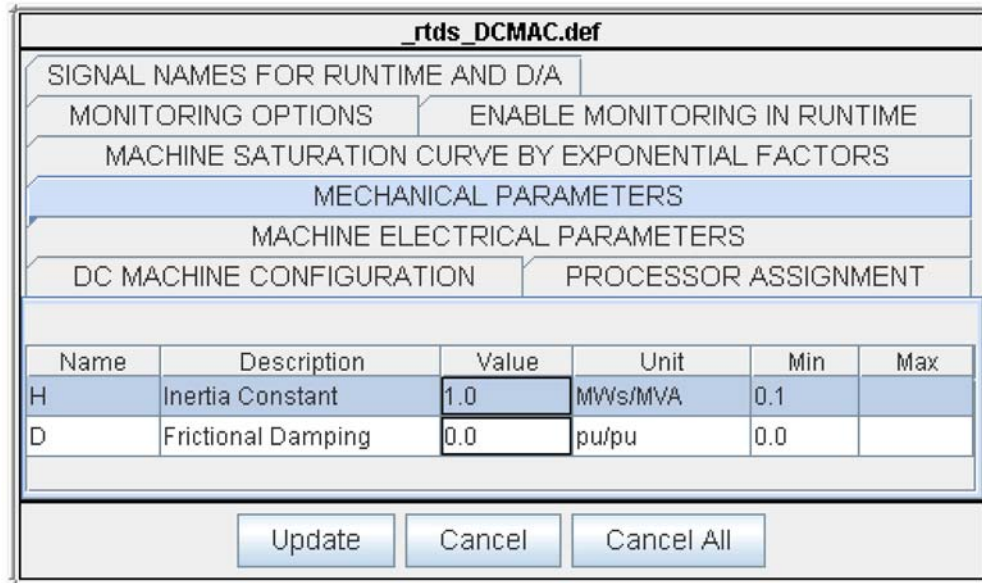 _rtds_DCMAC.def
SIGNAL NAMES FOR RUNTIME AND D/A
MONITORING OPTIONS ENABLE MONITORING IN RUNTIME
MACHINE SATURATION CURVE BY EXPONENTIAL FACTORS
MECHANICAL PARAMETERS
MACHINE ELECTRICAL PARAMETERS
DC MACHINE CONFIGURATION PROCESSOR ASSIGNMENT
Name Description Value Unit Min Max
H Inertia Constant 1.0 MWs/MVA 0.1
D Frictional Damping 0.0 pu/pu 0.0
Update Cancel Cancel All